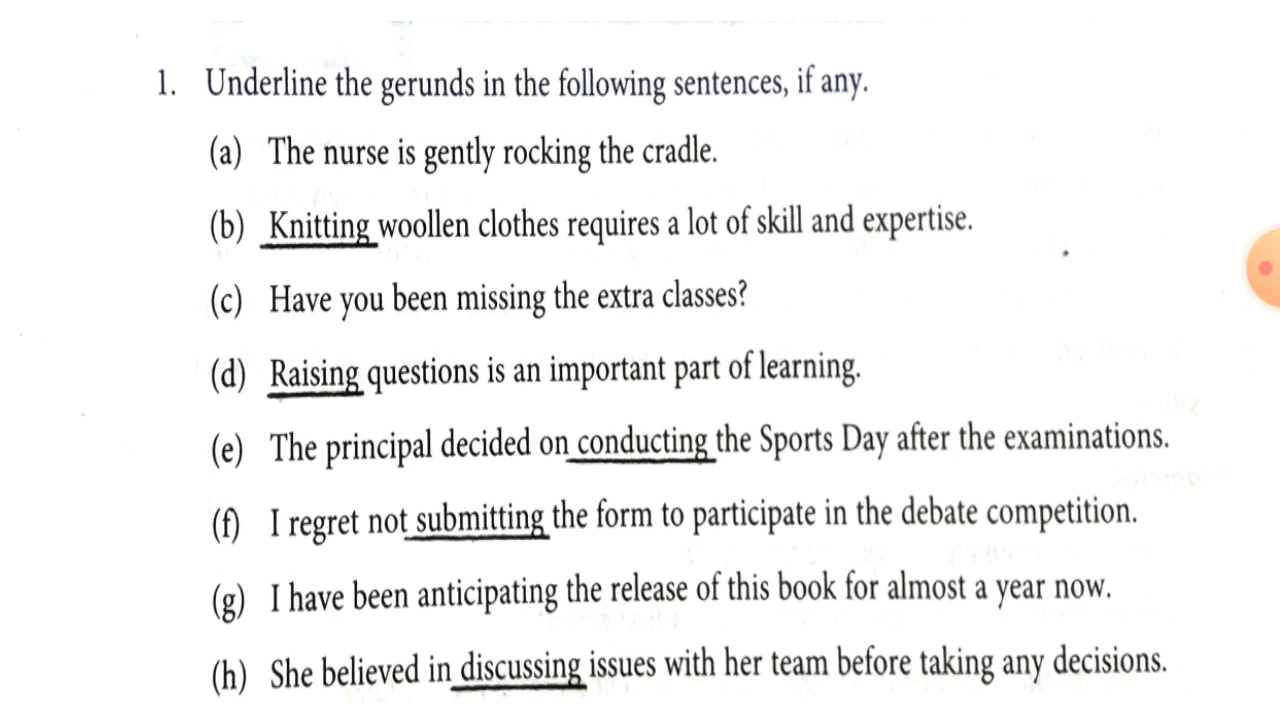 1. Underline the gerunds in the following sentences, if any.
(a) The nurse is gently rocking the cradle.
(b) Knitting woollen clothes requires a lot of skill and expertise.
(c) Have you been missing the extra classes?
(d) Raising questions is an important part of learning.
(e) The principal decided on conducting the Sports Day after the examinations.
(f) I regret not submitting the form to participate in the debate competition.
(g) I have been anticipating the release of this book for almost a year now.
(h) She believed in discussing issues with her team before taking any decisions.